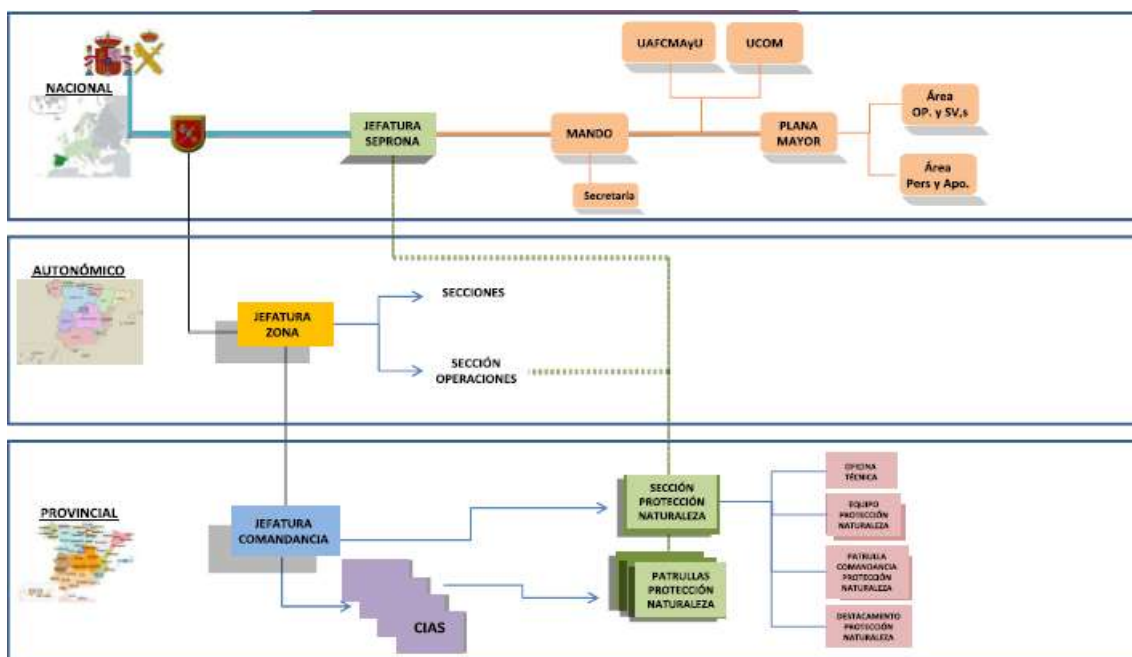 NACIONAL
UAFCMAyU
UCOM
JEFATURA
SEPRONA
MANDO
PLANA
MAYOR
Área
OP. y SV,s
Área
Pers y Apo.
Secretaría
AUTONÓMICO
JEFATURA
ZONA
SECCIONES
SECCIÓN
OPERACIONES
PROVINCIAL
JEFATURA
COMANDANCIA
CIAS
SECCIÓN
PROTECCIÓN
NATURALEZA
PATRULLAS
PROTECCIÓN
NATURALEZA
OFICINA
TÉCNICA
EQUIPO
PROTECCIÓN
NATURALEZA
PATRULLA
COMANDANCIA
PROTECCIÓN
NATURALEZA
DESTACAMENTO
PROTECCIÓN
NATURALEZA